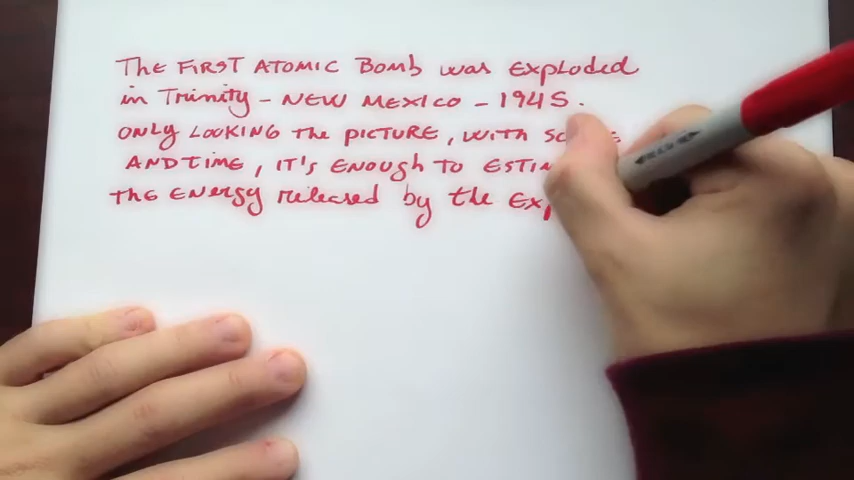 The FIRST ATOMIC Bomb was Exploded
in Trinity - NEW MEXICO - 1945.
ONLY LOOKING the PICTURE, WITH
AND TIME, IT'S ENOUGH TO
THE ENERGY released by the